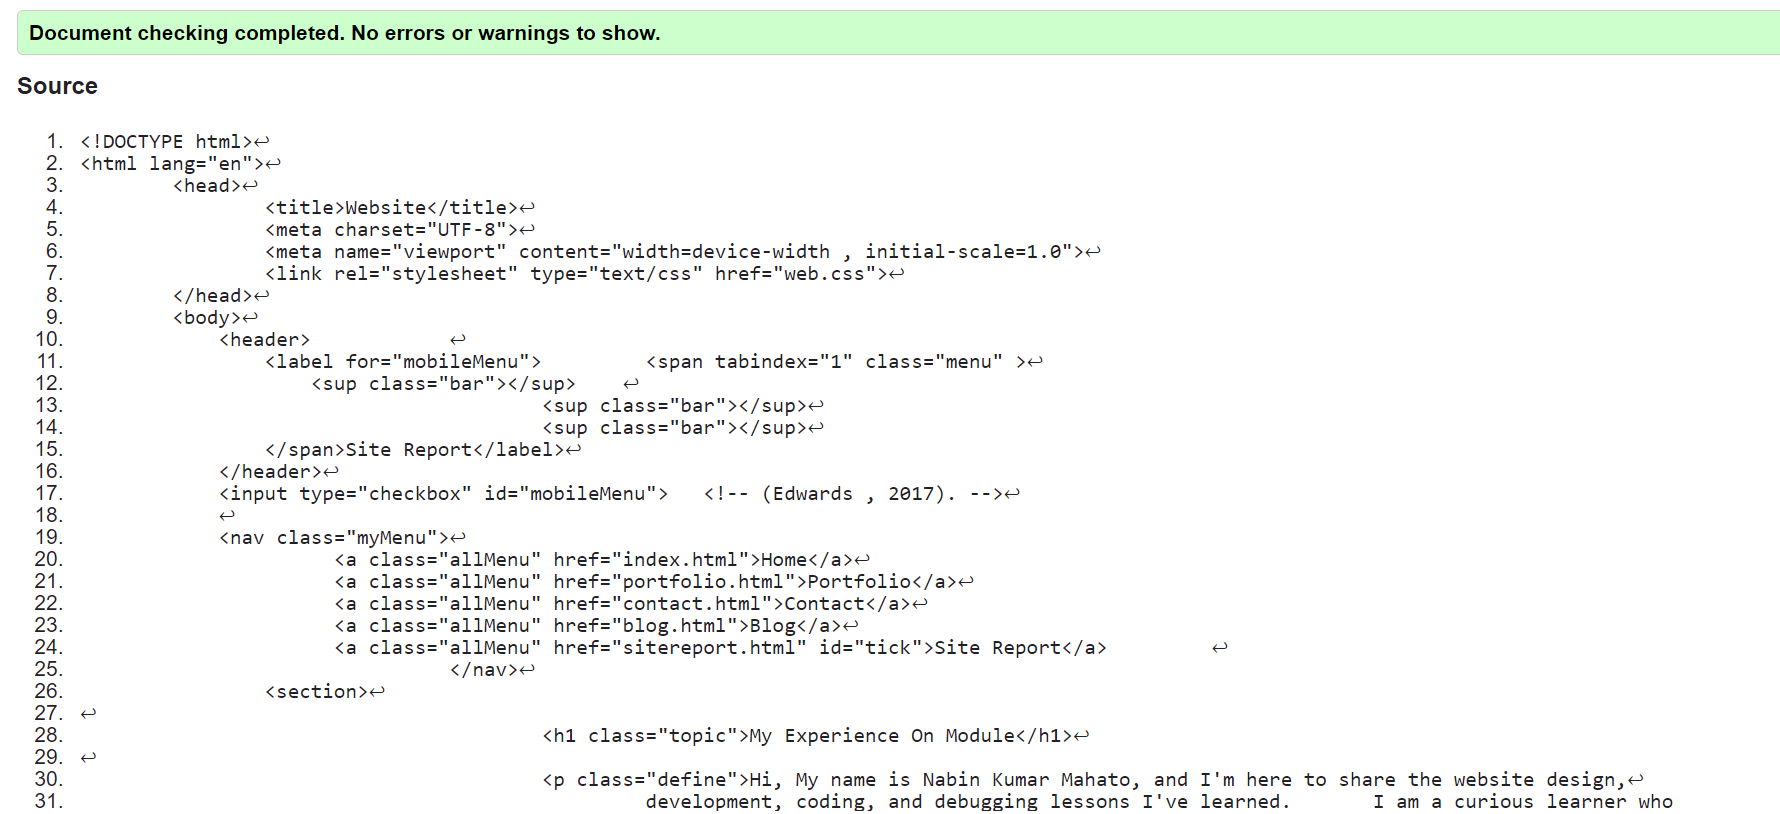 Document checking completed. No errors or warnings to show.
Source
1. <!DOCTYPE html>↩
2. <html lang="en">↩
3. <head>↩
4. <title>Website</title>↩
5. <meta charset="UTF-8">↩
6. <meta name="viewport" content="width=device-width , initial-scale=1.0">↩
7. <link rel="stylesheet" type="text/css" href="web.css">↩
8. </head>↩
9. <body>↩
10. <header> ↩
11. <label for="mobileMenu"> <span tabindex="1" class="menu" >↩
12. <sup class="bar"></sup> ↩
13. <sup class="bar"></sup>↩
14. <sup class="bar"></sup>↩
15. </span>Site Report</label>↩
16. </header>↩
17. <input type="checkbox" id="mobileMenu"> <!-- (Edwards , 2017). -->↩
18. ↩
19. <nav class="myMenu">↩
20. <a class="allMenu" href="index.html">Home</a>↩
21. <a class="allMenu" href="portfolio.html">Portfolio</a>↩
22. <a class="allMenu" href="contact.html">Contact</a>↩
23. <a class="allMenu" href="blog.html">Blog</a>↩
24. <a class="allMenu" href="sitereport.html" id="tick">Site Report</a> ↩
25. </nav>↩
26. <section>↩
27. ↩
28. <h1 class="topic">My Experience On Module</h1>↩
29. ↩
30. <p class="define">Hi, My name is Nabin Kumar Mahato, and I'm here to share the website design,↩
31. development, coding, and debugging lessons I've learned. I am a curious learner who